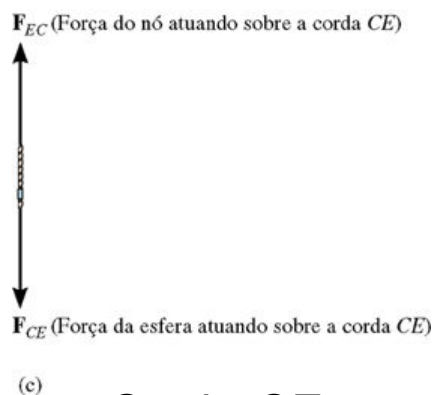 F_EC (Força do nó atuando sobre a corda CE)
F_CE (Força da esfera atuando sobre a corda CE)
(c)